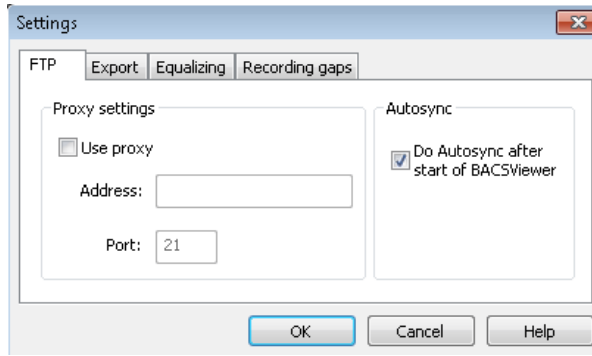 Settings
FTP Export Equalizing Recording gaps
Proxy settings
Use proxy
Address:
Port: 21
Autosync
Do Autosync after
start of BACSViewer
OK Cancel Help